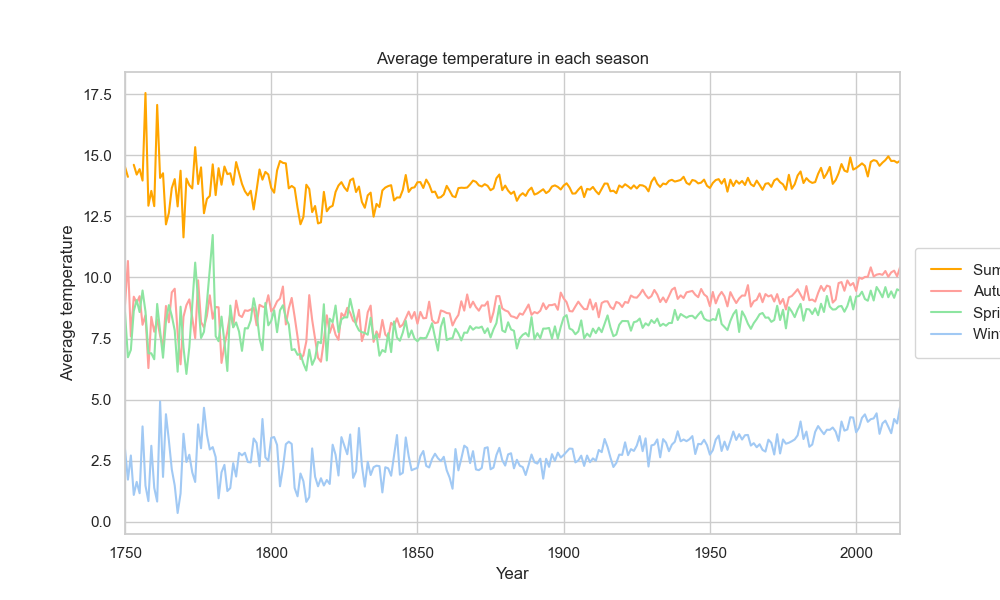 Average temperature in each season
17.5
15.0
12.5
10.0
7.5
5.0
2.5
0.0
Average temperature
1750
1800
1850
1900
1950
2000
Year
Sum
Autu
Spri
Win